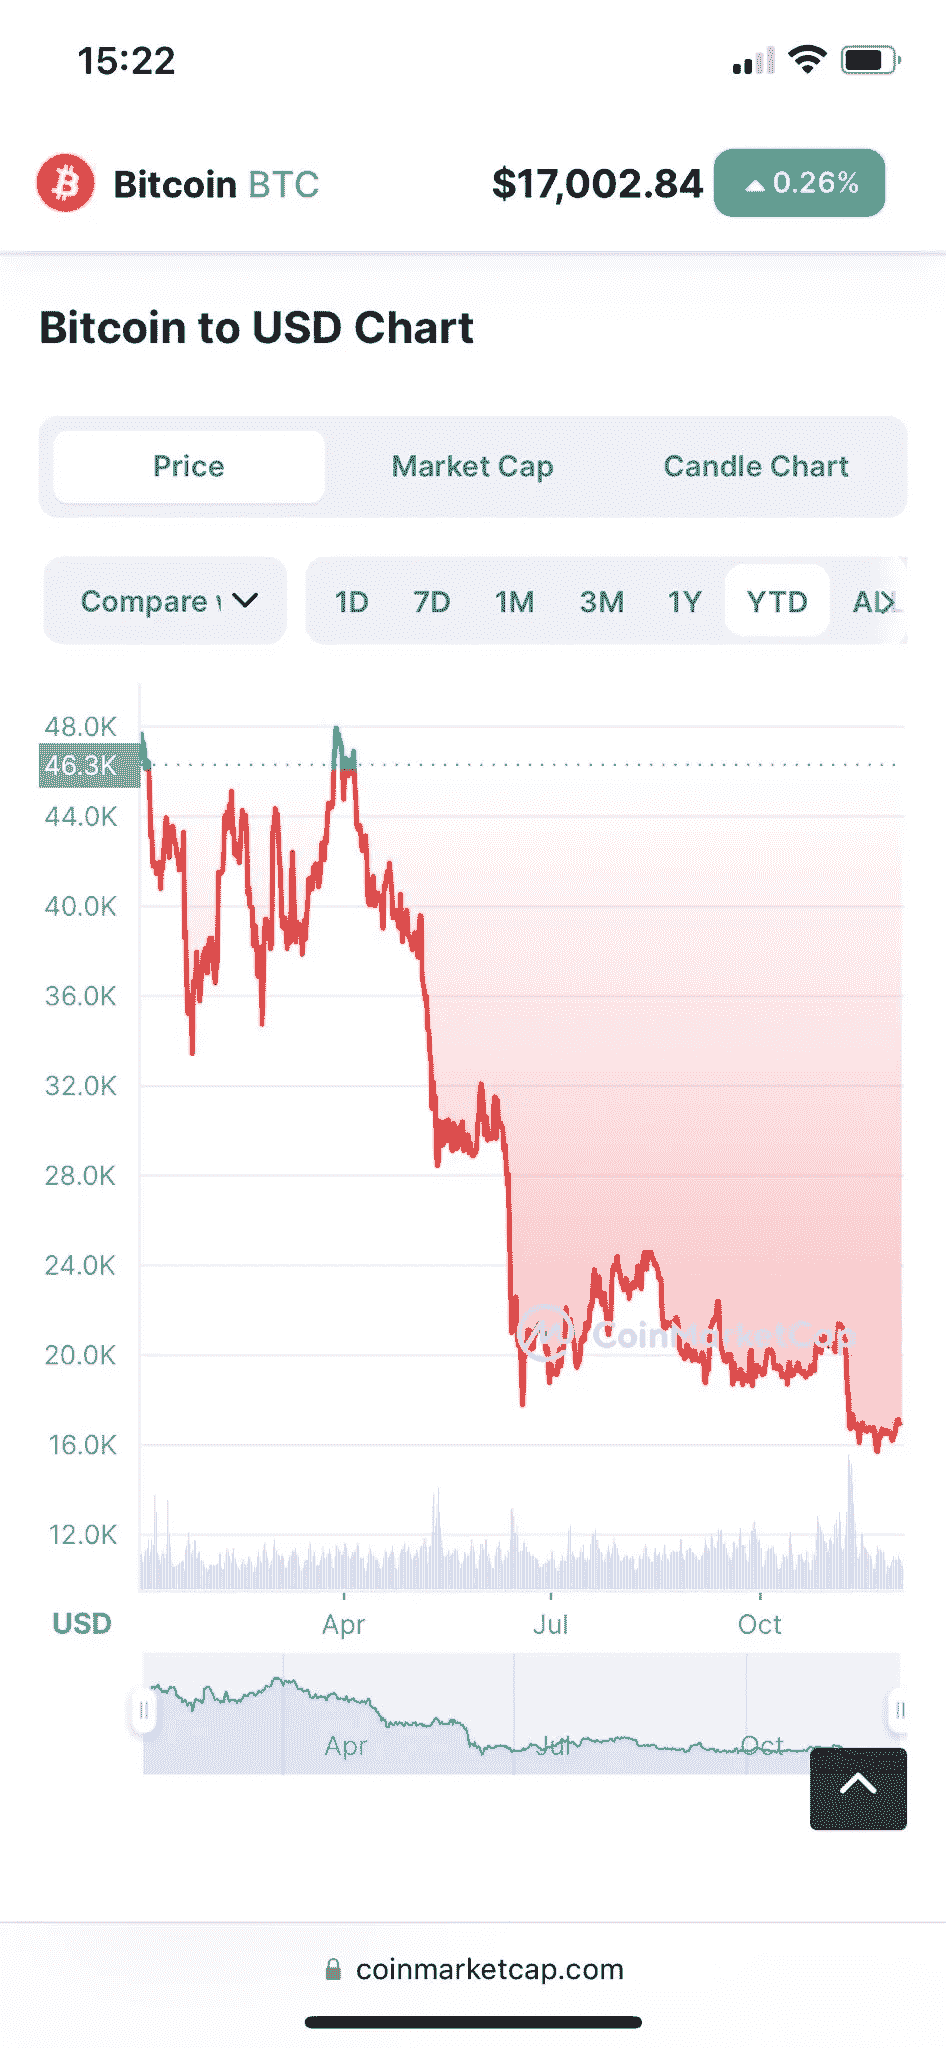 15:22
Bitcoin BTC $17,002.84 0.26%
Bitcoin to USD Chart
Price Market Cap Candle Chart
Compare 1D 7D 1M 3M 1Y YTD
48.0K
46.3K
44.0K
40.0K
36.0K
32.0K
28.0K
24.0K
CoinMarketCap
20.0K
16.0K
12.0K
USD Apr Jul Oct
Apr Jul Oct
coinmarketcap.com